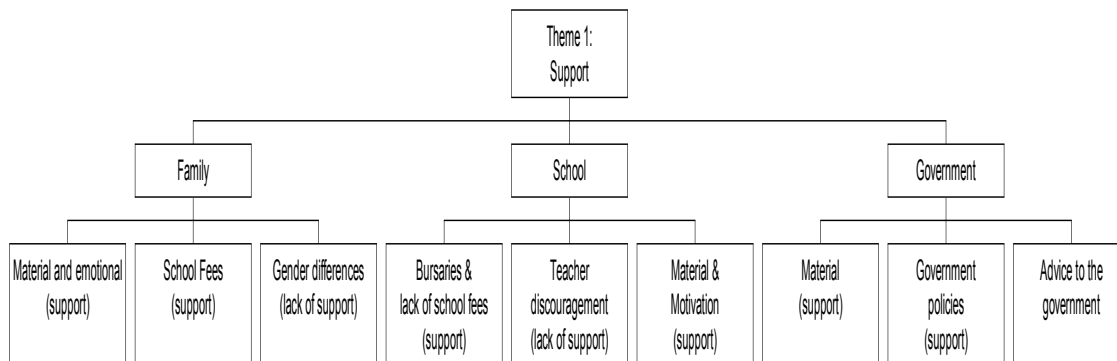 Theme 1:
Support
Family
School
Government
Material and emotional
(support)
School Fees
(support)
Gender differences
(lack of support)
Bursaries &
lack of school fees
(support)
Teacher
discouragement
(lack of support)
Material &
Motivation
(support)
Material
(support)
Government
policies
(support)
Advice to the
government